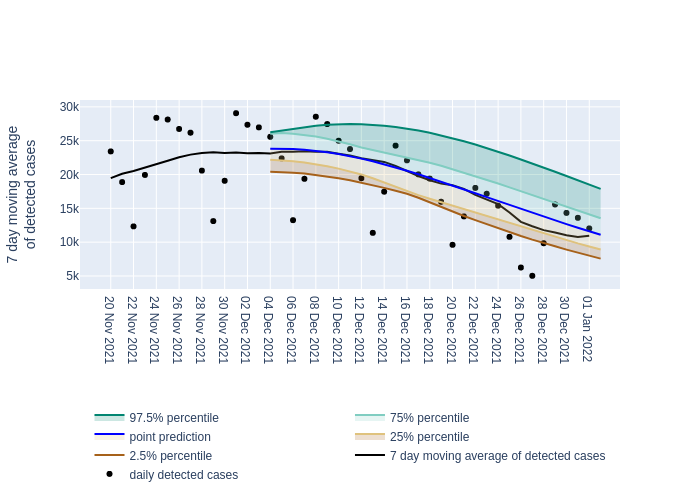 7 day moving average
of detected cases
30k
25k
20k
15k
10k
5k
20 Nov 2021
22 Nov 2021
24 Nov 2021
26 Nov 2021
28 Nov 2021
30 Nov 2021
02 Dec 2021
04 Dec 2021
06 Dec 2021
08 Dec 2021
10 Dec 2021
12 Dec 2021
14 Dec 2021
16 Dec 2021
18 Dec 2021
20 Dec 2021
22 Dec 2021
24 Dec 2021
26 Dec 2021
28 Dec 2021
30 Dec 2021
01 Jan 2022
97.5% percentile
75% percentile
point prediction
25% percentile
2.5% percentile
7 day moving average of detected cases
daily detected cases